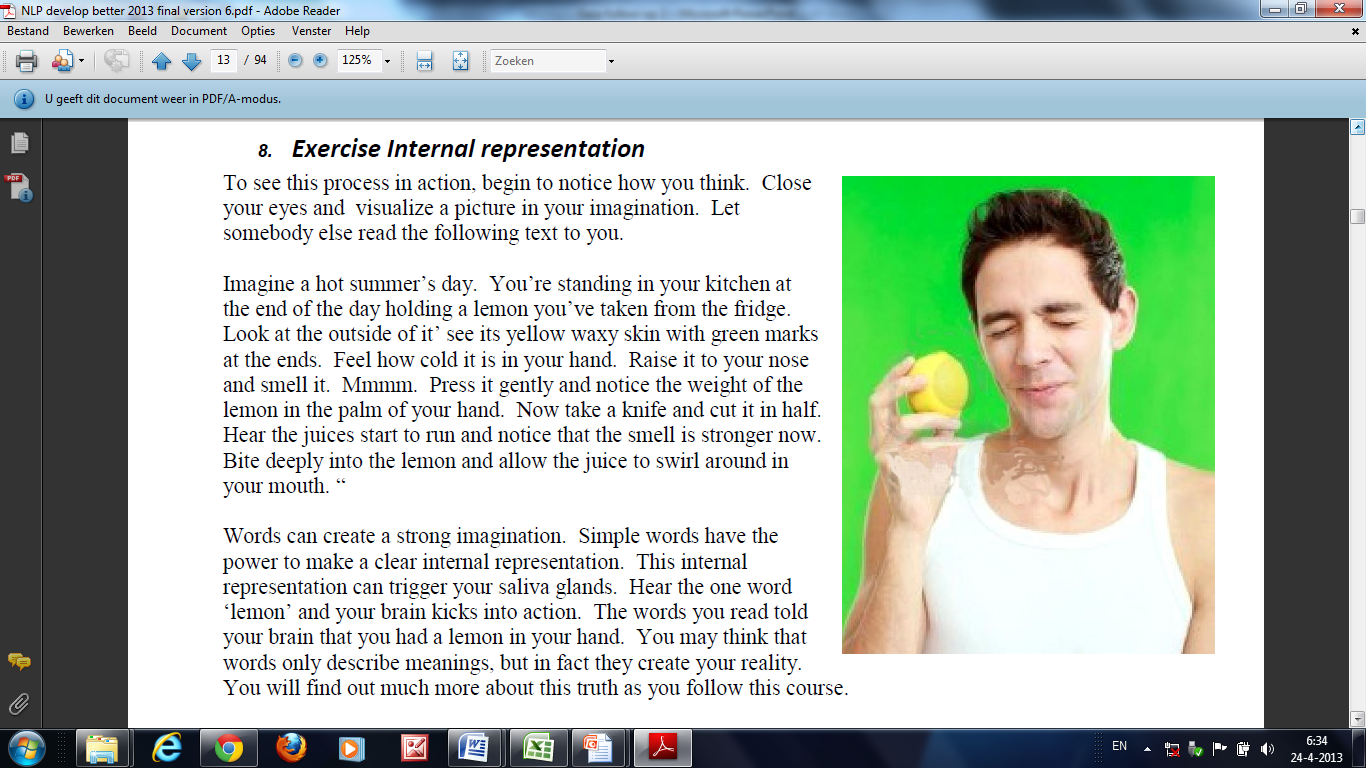 NLP develop better 2013 final version 6.pdf - Adobe Reader
Bestand Bewerken Beeld Document Opties Venster Help
13 / 94 125% Zoeken
U geeft dit document weer in PDF/A-modus.
8. Exercise Internal representation
To see this process in action, begin to notice how you think. Close
your eyes and visualize a picture in your imagination. Let
somebody else read the following text to you.
Imagine a hot summer’s day. You’re standing in your kitchen at
the end of the day holding a lemon you’ve taken from the fridge.
Look at the outside of it’ see its yellow waxy skin with green marks
at the ends. Feel how cold it is in your hand. Raise it to your nose
and smell it. Mmmm. Press it gently and notice the weight of the
lemon in the palm of your hand. Now take a knife and cut it in half.
Hear the juices start to run and notice that the smell is stronger now.
Bite deeply into the lemon and allow the juice to swirl around in
your mouth. “
Words can create a strong imagination. Simple words have the
power to make a clear internal representation. This internal
representation can trigger your saliva glands. Hear the one word
‘lemon’ and your brain kicks into action. The words you read told
your brain that you had a lemon in your hand. You may think that
words only describe meanings, but in fact they create your reality.
You will find out much more about this truth as you follow this course.
EN
6:34
24-4-2013